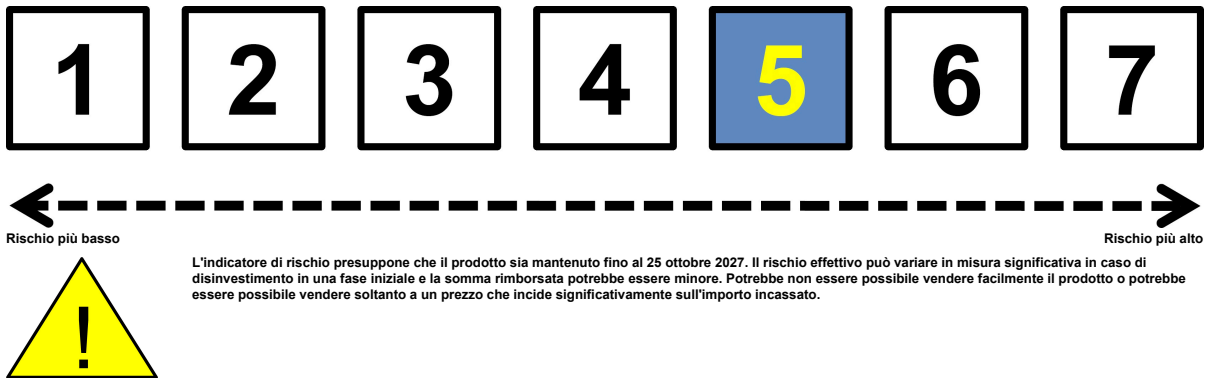 1 2 3 4 5 6 7
Rischio più basso Rischio più alto
L'indicatore di rischio presuppone che il prodotto sia mantenuto fino al 25 ottobre 2027. Il rischio effettivo può variare in misura significativa in caso di
disinvestimento in una fase iniziale e la somma rimborsata potrebbe essere minore. Potrebbe non essere possibile vendere facilmente il prodotto o potrebbe
essere possibile vendere soltanto a un prezzo che incide significativamente sull'importo incassato.
!